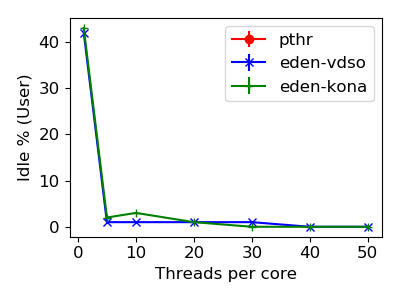 pthr
eden-vdso
eden-kona
Idle % (User)
40
30
20
10
0
0 10 20 30 40 50
Threads per core